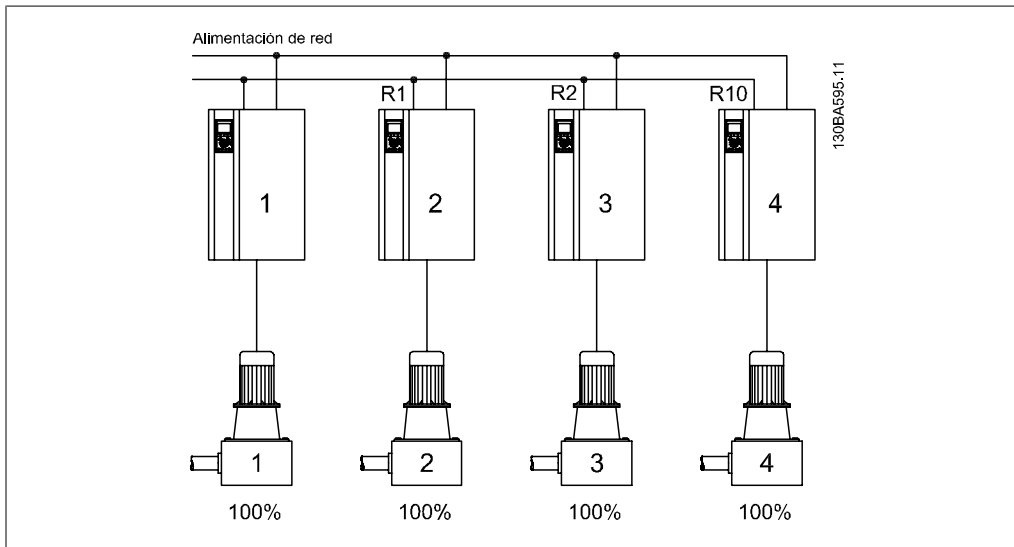 Alimentación de red
R1 R2 R10
130BA595.11
1 2 3 4
1 2 3 4
100% 100% 100% 100%